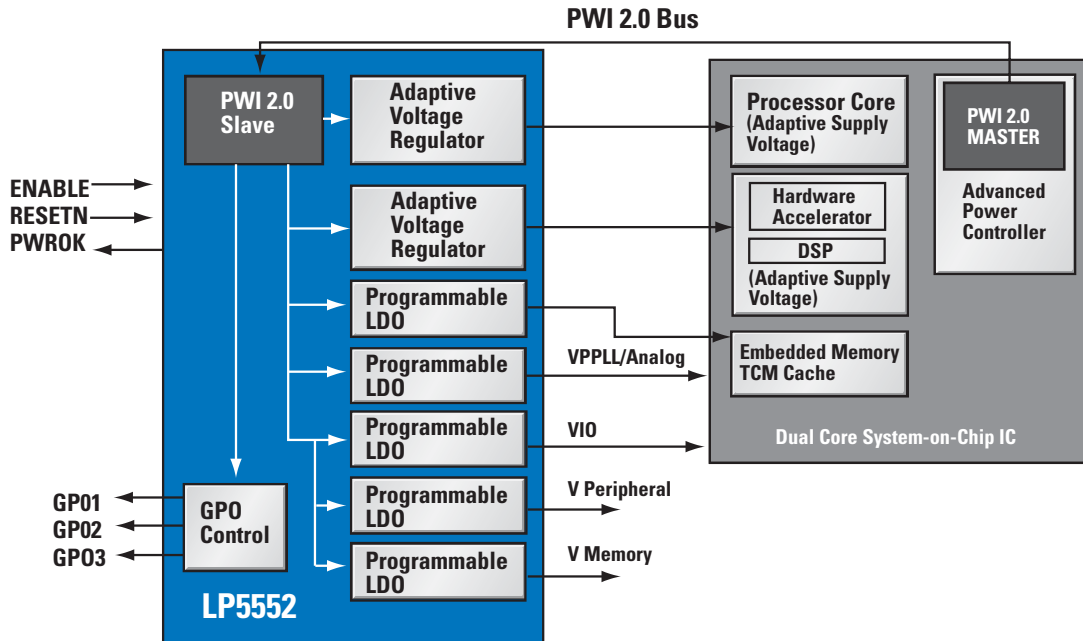 PWI 2.0 Bus
PWI 2.0
Slave
Adaptive
Voltage
Regulator
Processor Core
(Adaptive Supply
Voltage)
PWI 2.0
MASTER
Advanced
Power
Controller
ENABLE
RESETN
PWROK
Adaptive
Voltage
Regulator
Hardware
Accelerator
DSP
(Adaptive Supply
Voltage)
Programmable
LDO
Embedded Memory
TCM Cache
Programmable
LDO
VPPLL/Analog
Programmable
LDO
VIO
Dual Core System-on-Chip IC
GP01
GP02
GPO3
GPO
Control
Programmable
LDO
V Peripheral
Programmable
LDO
V Memory
LP5552